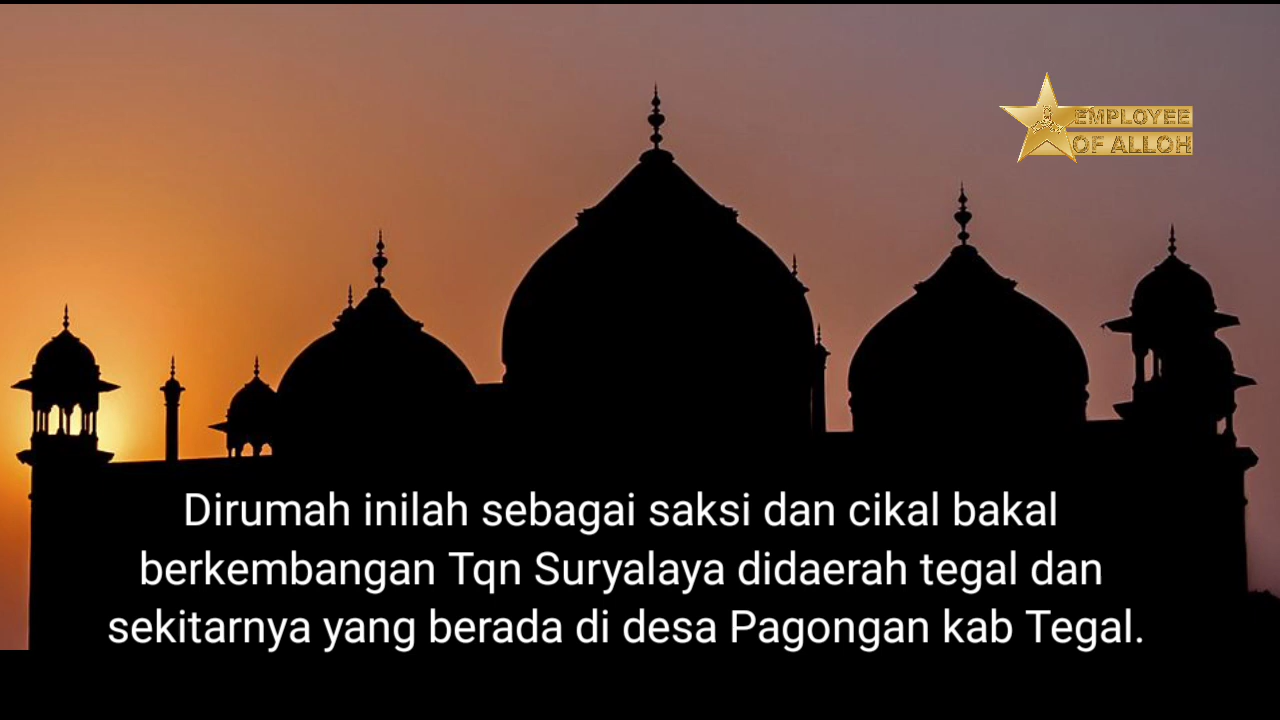 EMPLOYEE
OF ALLOH
Dirumah inilah sebagai saksi dan cikal bakal
berkembangan Tqn Suryalaya didaerah tegal dan
sekitarnya yang berada di desa Pagongan kab Tegal.